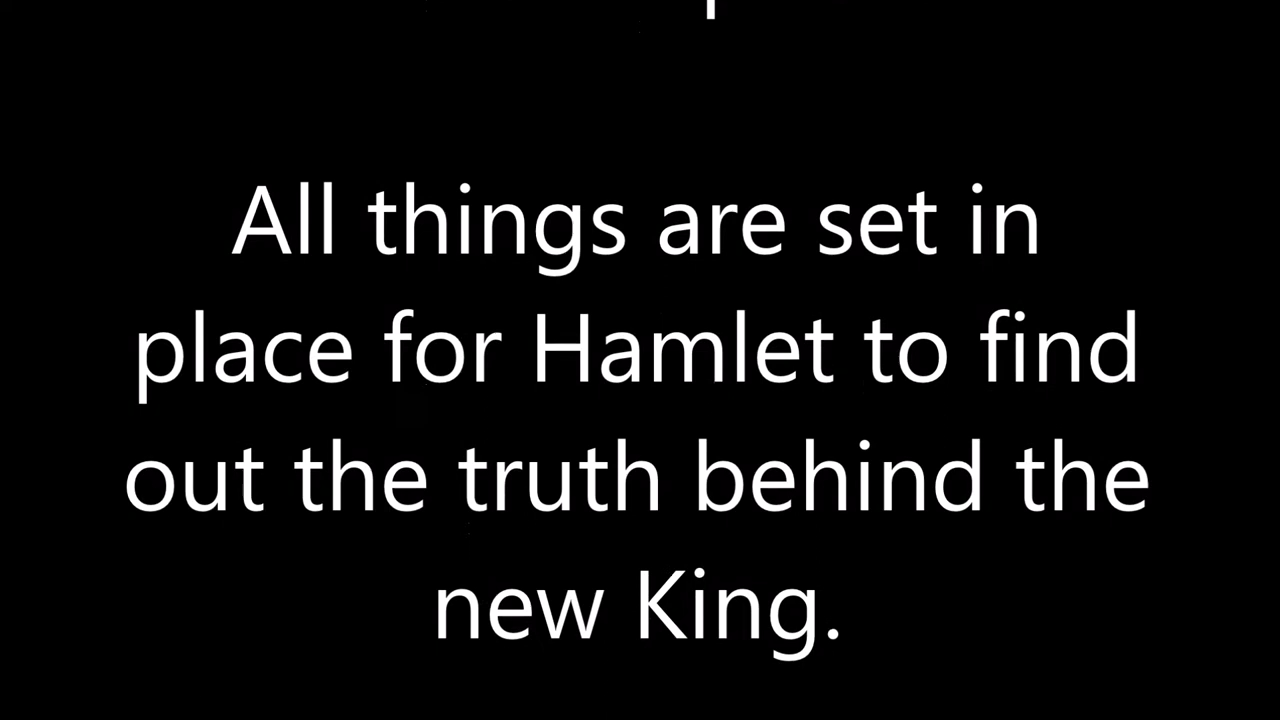 All things are set in
place for Hamlet to find
out the truth behind the
new King.